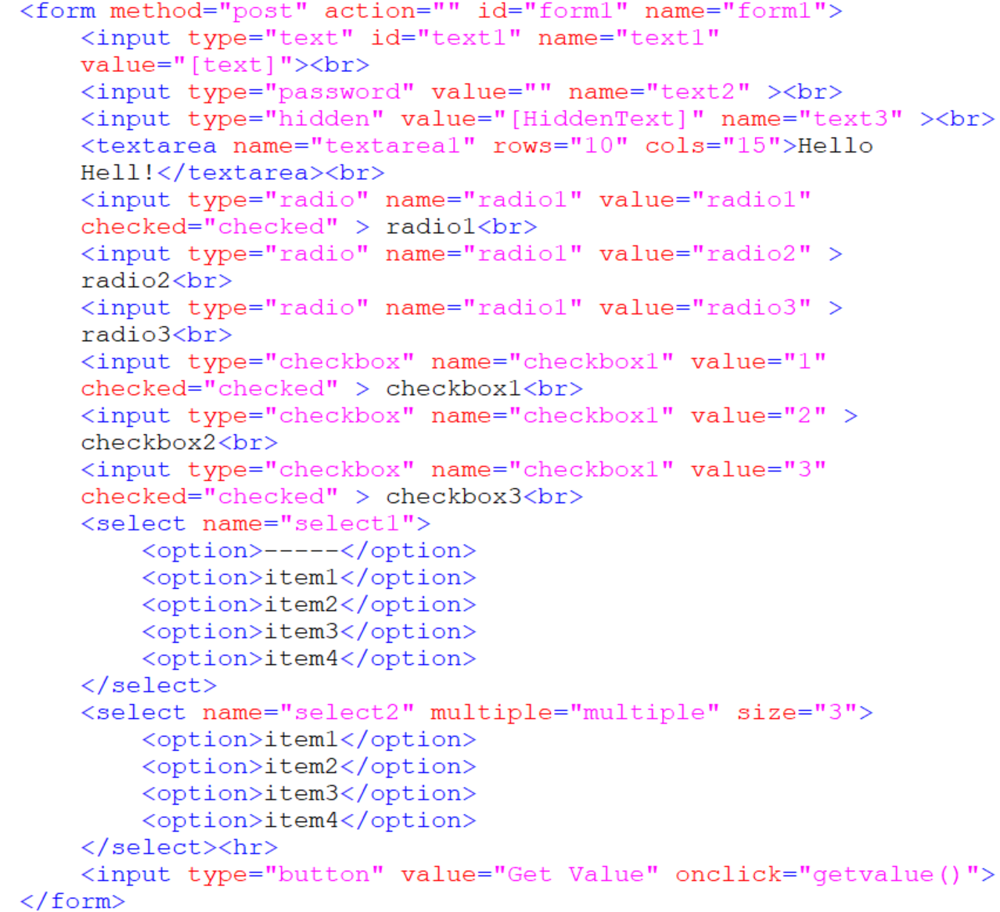 <form method="post" action="" id="form1" name="form1">
<input type="text" id="text1" name="text1"
value="[text]"><br>
<input type="password" value="" name="text2" ><br>
<input type="hidden" value="[HiddenText]" name="text3" ><br>
<textarea name="textarea1" rows="10" cols="15">Hello
Hell!</textarea><br>
<input type="radio" name="radio1" value="radio1"
checked="checked" > radio1<br>
<input type="radio" name="radio1" value="radio2" >
radio2<br>
<input type="radio" name="radio1" value="radio3" >
radio3<br>
<input type="checkbox" name="checkbox1" value="1"
checked="checked" > checkbox1<br>
<input type="checkbox" name="checkbox1" value="2" >
checkbox2<br>
<input type="checkbox" name="checkbox1" value="3"
checked="checked" > checkbox3<br>
<select name="select1">
<option>-----</option>
<option>item1</option>
<option>item2</option>
<option>item3</option>
<option>item4</option>
</select>
<select name="select2" multiple="multiple" size="3">
<option>item1</option>
<option>item2</option>
<option>item3</option>
<option>item4</option>
</select><hr>
<input type="button" value="Get Value" onclick="getvalue()">
</form>